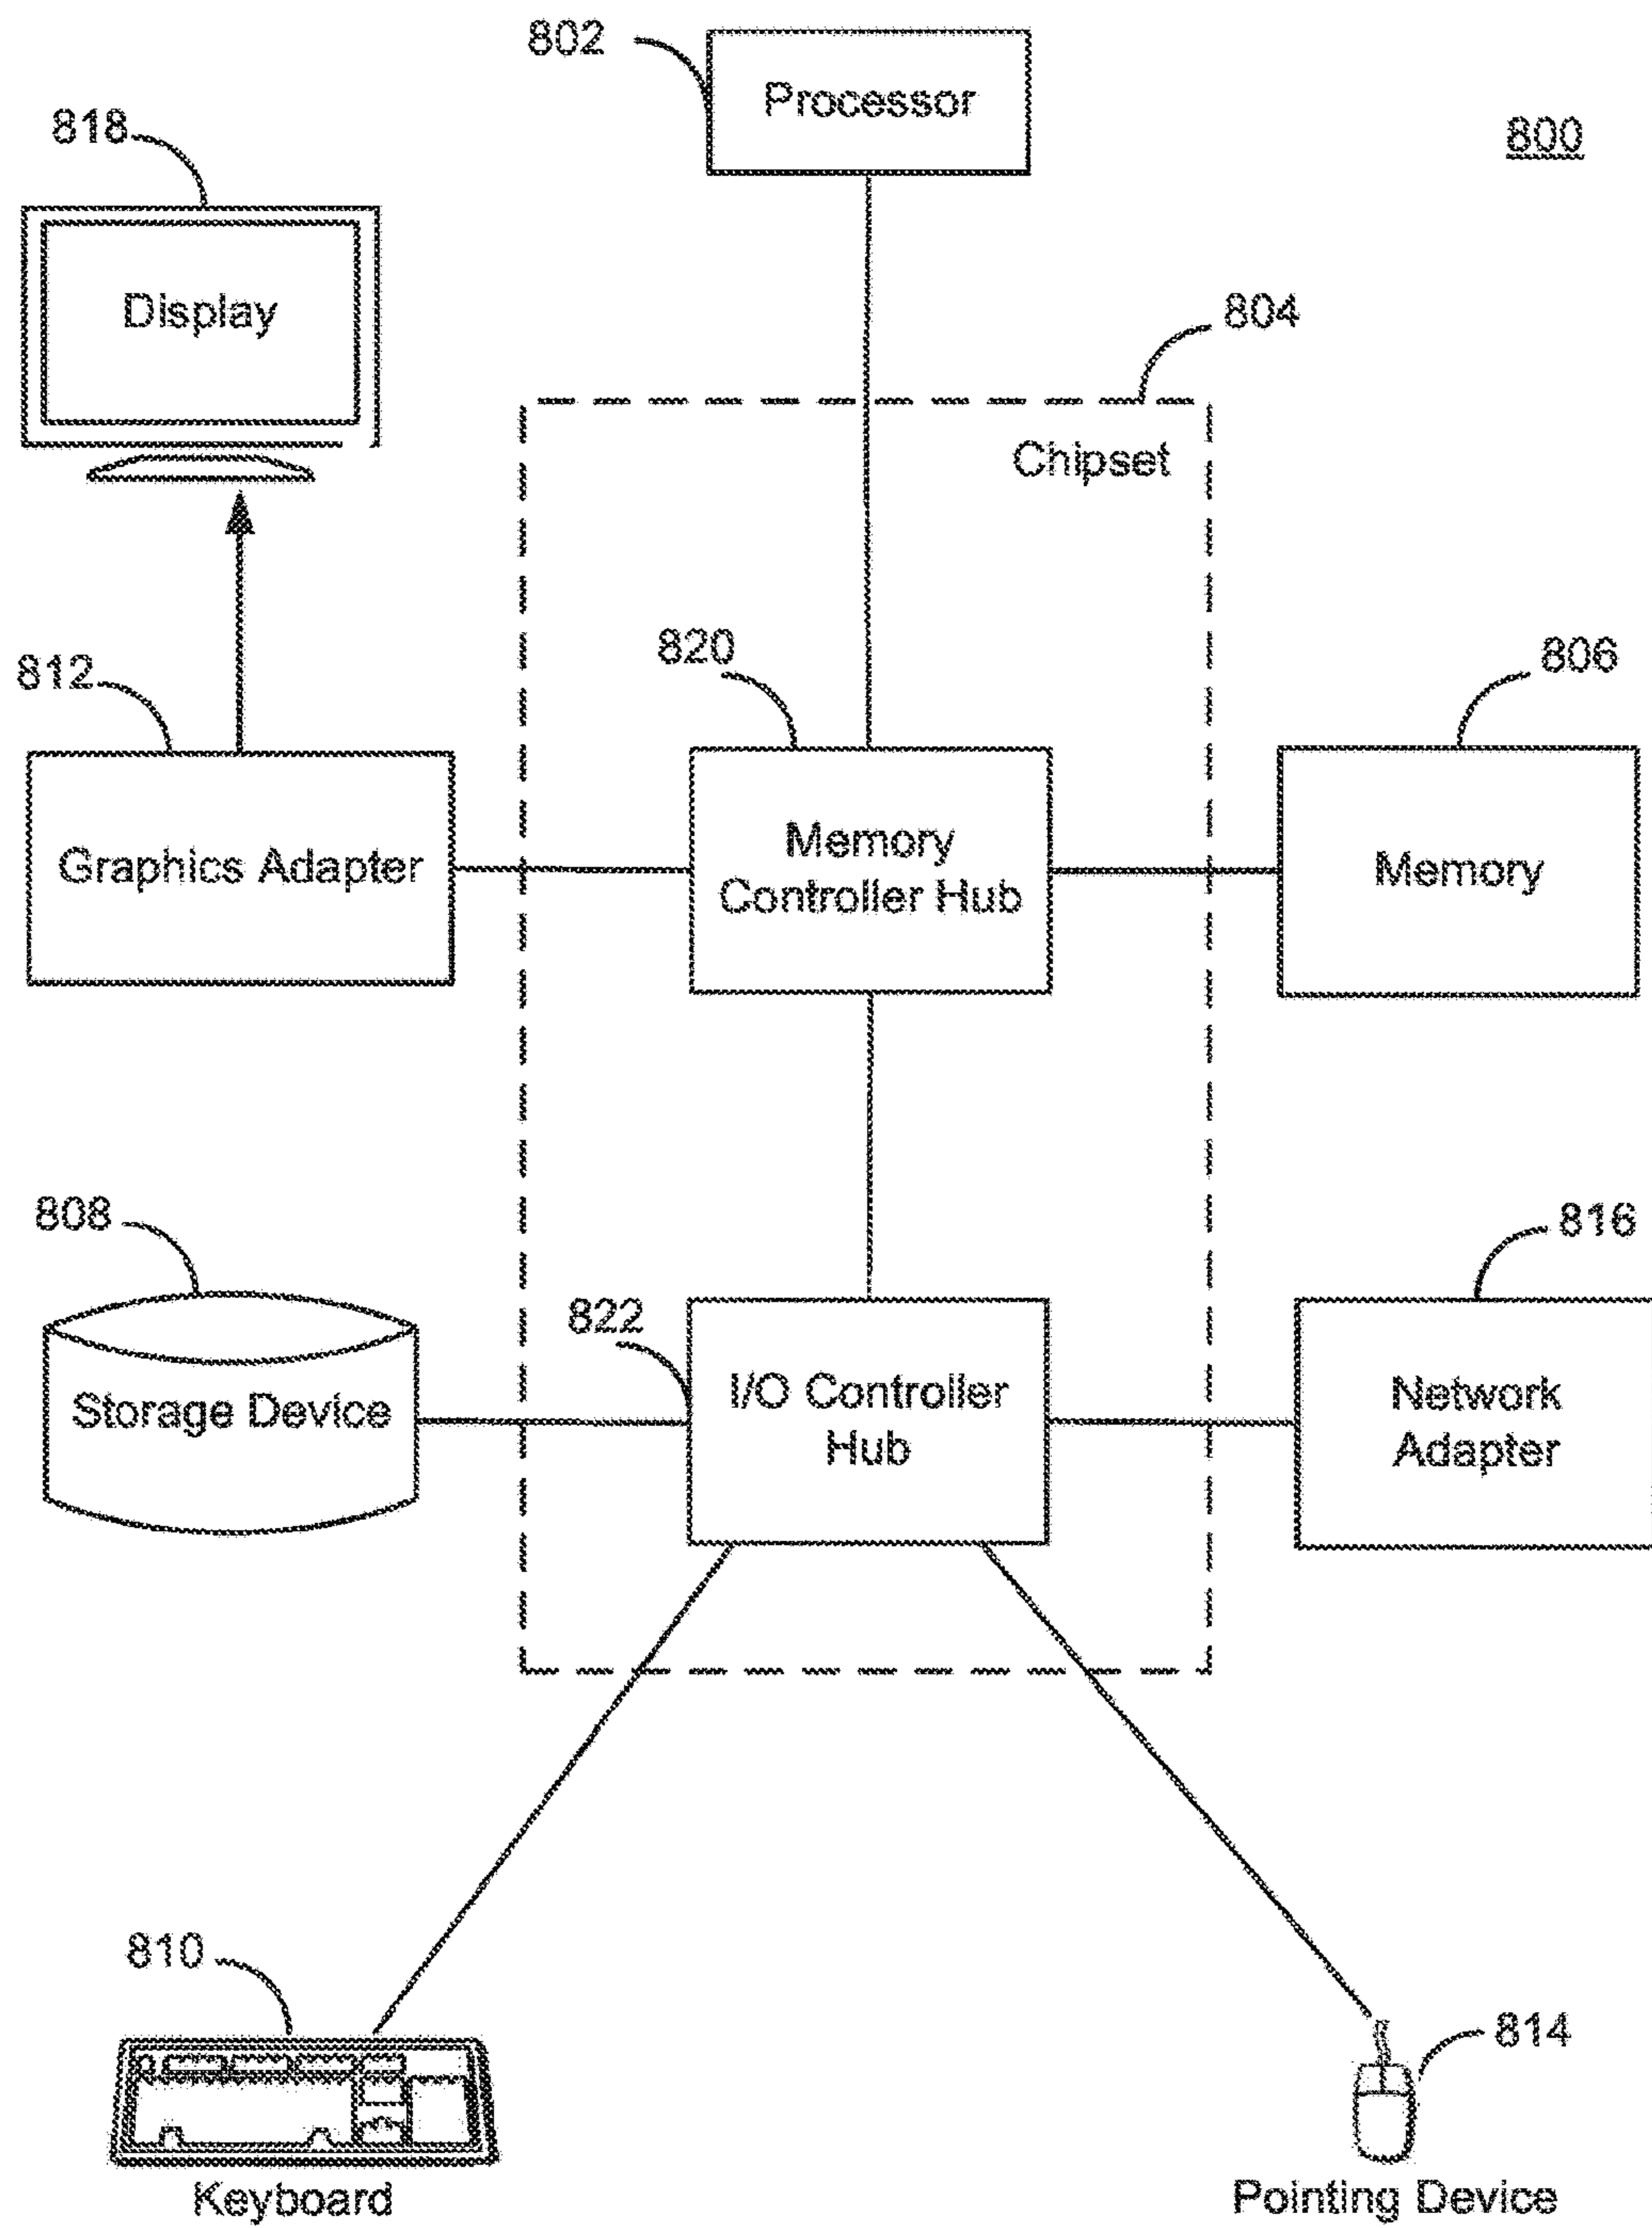 802
Processor
818
800
Display
804
Chipset
820
806
812
Memory
Controller Hub
Graphics Adapter
Memory
808
816
822
I/O Controller
Hub
Storage Device
Network
Adapter
810
814
Keyboard
Pointing Device